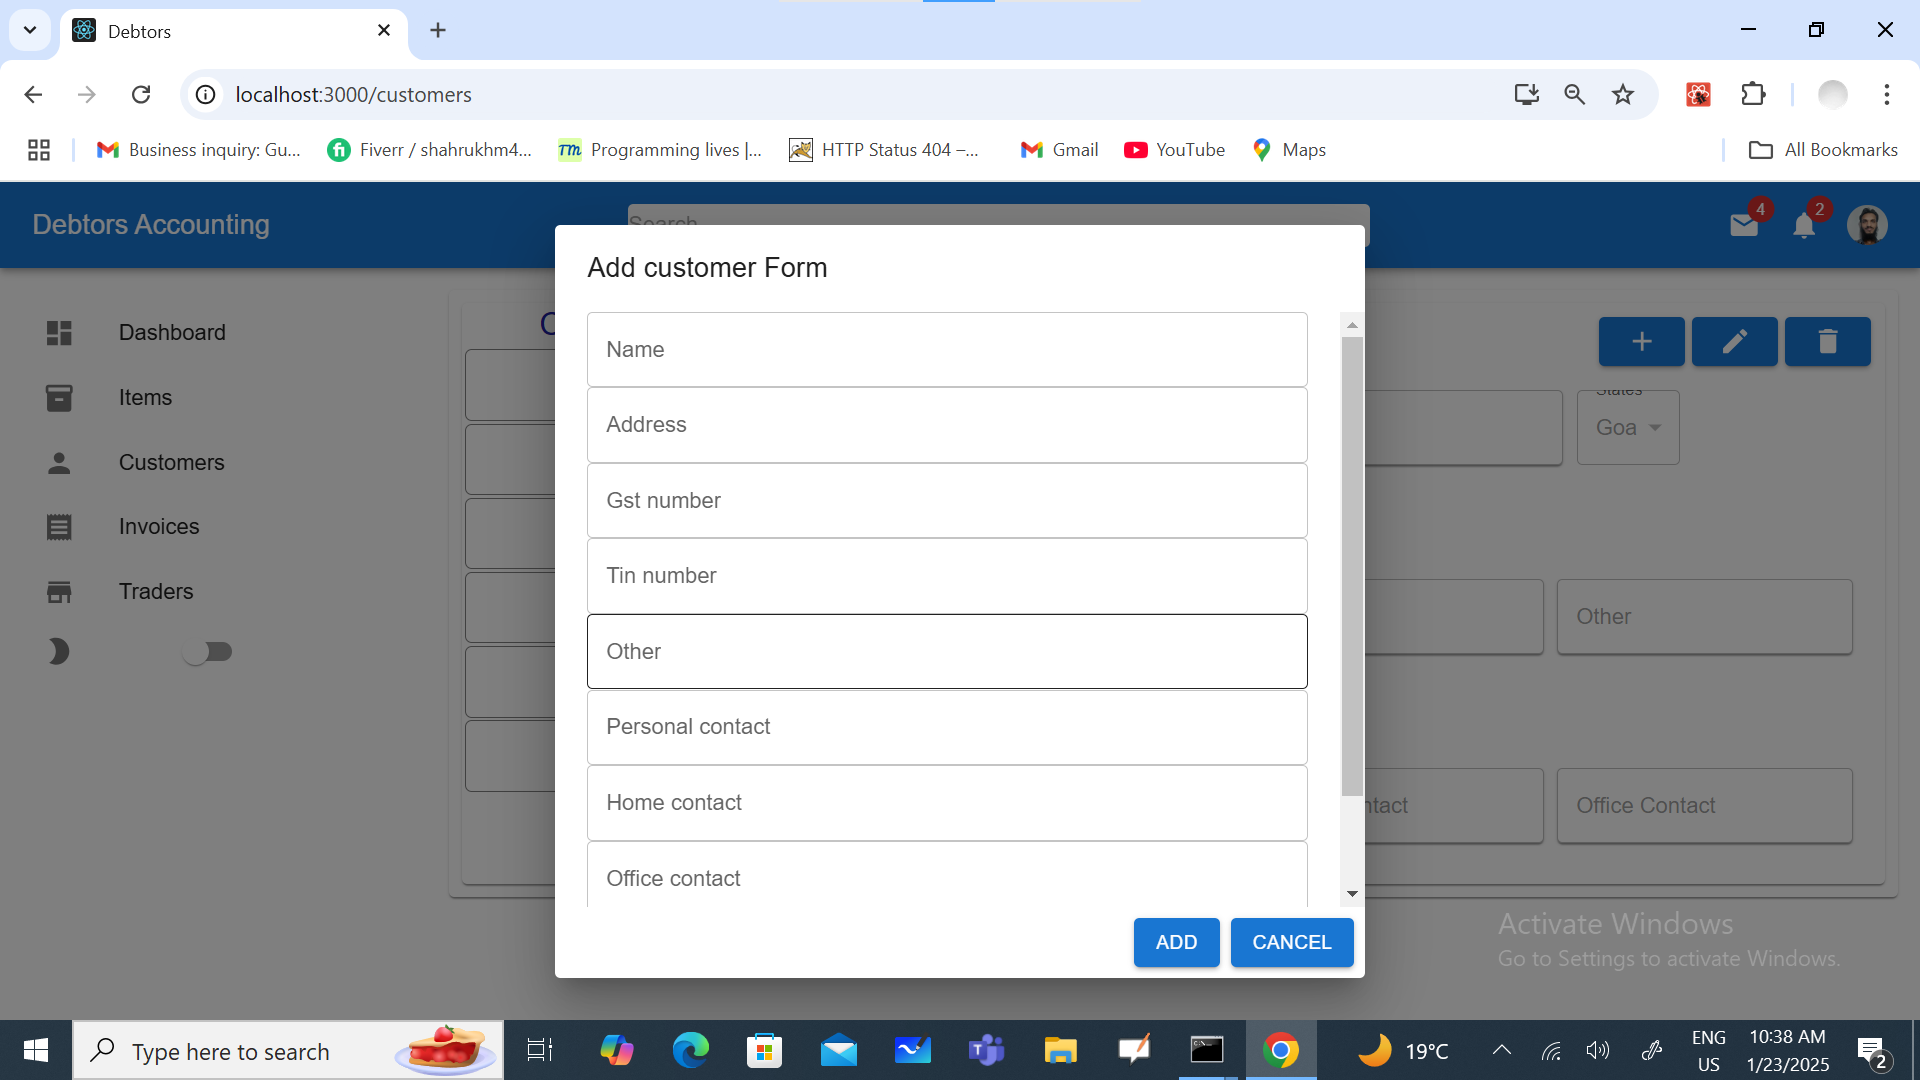 Debtors
localhost:3000/customers
Business inquiry: Gu...
Fiverr / shahrukhm4...
TM Programming lives |...
HTTP Status 404 –...
Gmail
YouTube
Maps
All Bookmarks
Debtors Accounting
Search
4
2
Dashboard
Items
Customers
Invoices
Traders
Add customer Form
Name
Address
Gst number
Tin number
Other
Personal contact
Home contact
Office contact
ADD
CANCEL
States
Goa
Other
Office Contact
Activate Windows
Go to Settings to activate Windows.
Type here to search
19°C
ENG
US
10:38 AM
1/23/2025
2